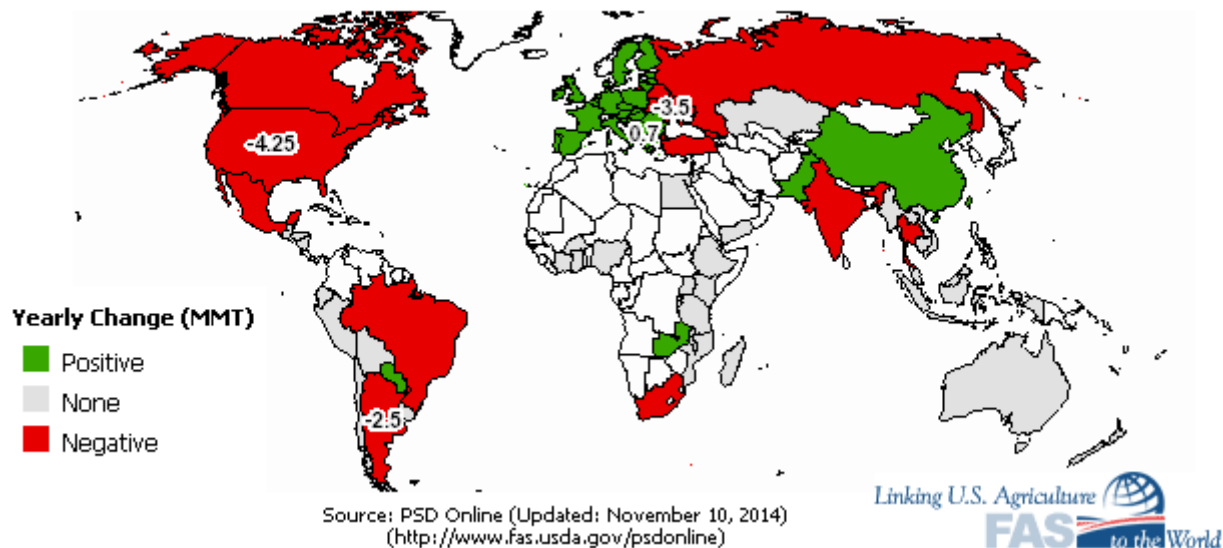 -4.25
-3.5
0.7
Yearly Change (MMT)
Positive
None
Negative
-2.5
Source: PSD Online (Updated: November 10, 2014)
(http://www.fas.usda.gov/psdonline)
Linking U.S. Agriculture
FAS
to the World